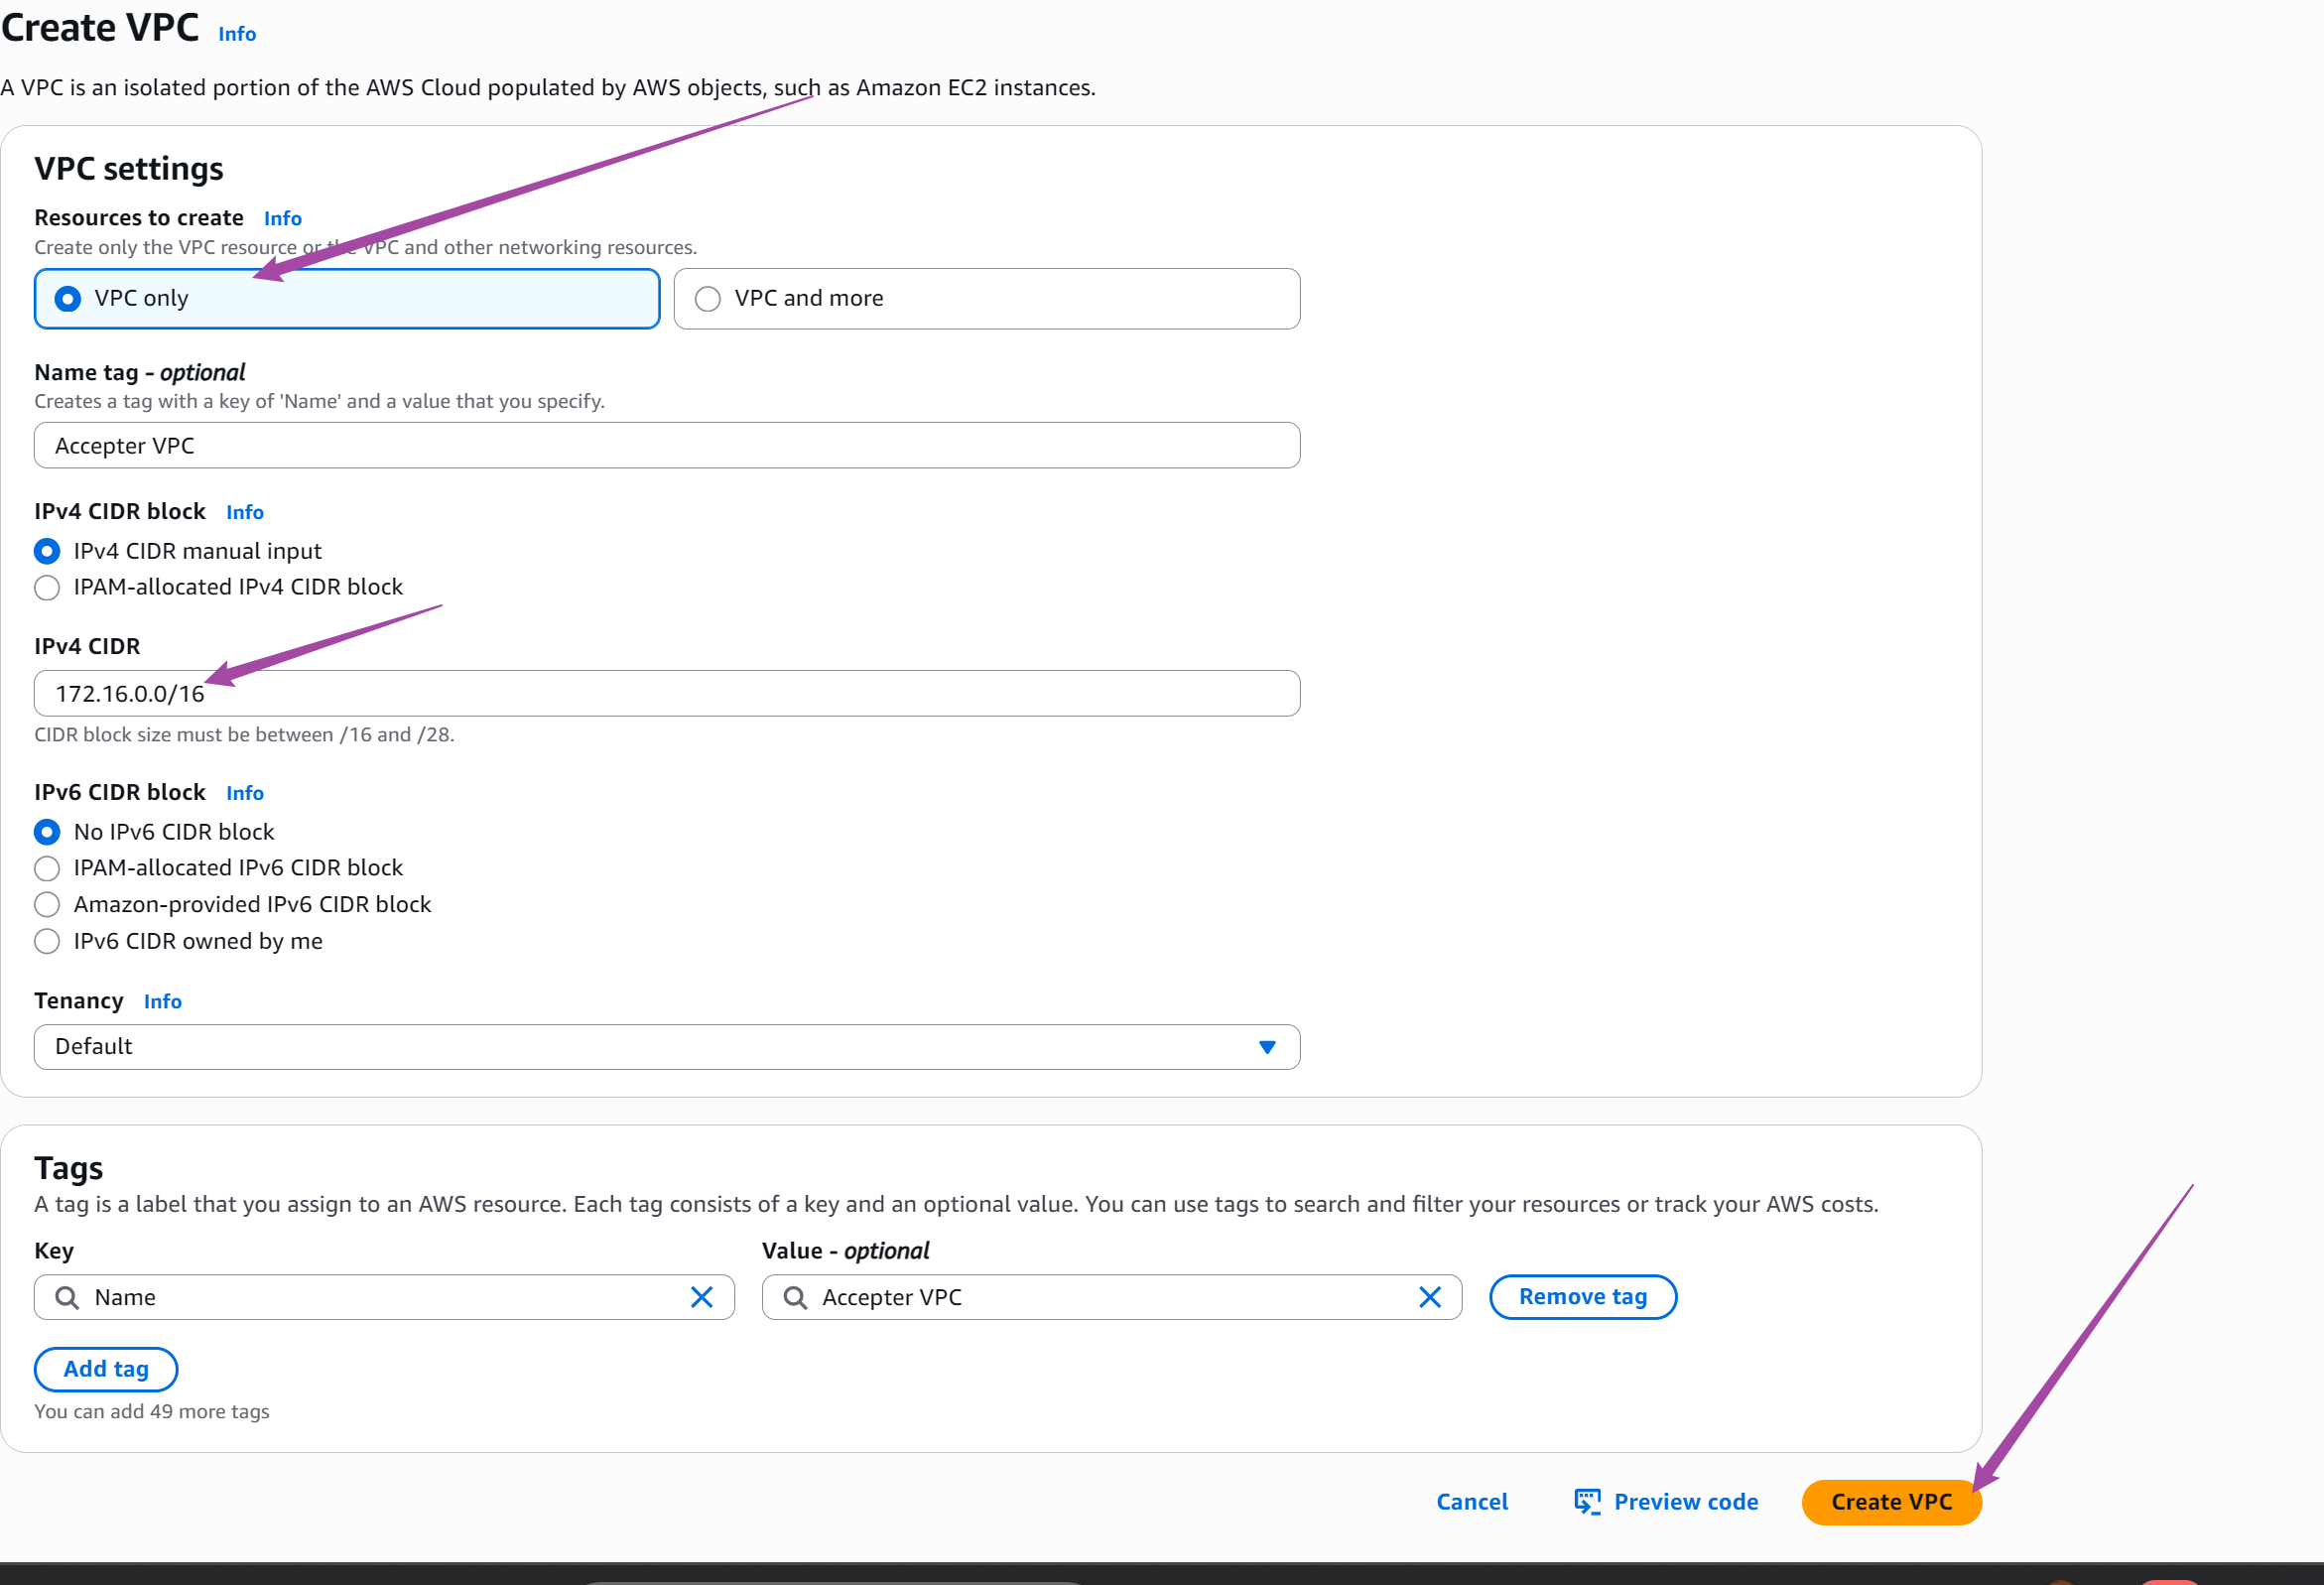 Create VPC Info
A VPC is an isolated portion of the AWS Cloud populated by AWS objects, such as Amazon EC2 instances.
VPC settings
Resources to create Info
Create only the VPC resource or the VPC and other networking resources.
VPC only
VPC and more
Name tag - optional
Creates a tag with a key of 'Name' and a value that you specify.
Accepter VPC
IPv4 CIDR block Info
IPv4 CIDR manual input
IPAM-allocated IPv4 CIDR block
IPv4 CIDR
172.16.0.0/16
CIDR block size must be between /16 and /28.
IPv6 CIDR block Info
No IPv6 CIDR block
IPAM-allocated IPv6 CIDR block
Amazon-provided IPv6 CIDR block
IPv6 CIDR owned by me
Tenancy Info
Default
Tags
A tag is a label that you assign to an AWS resource. Each tag consists of a key and an optional value. You can use tags to search and filter your resources or track your AWS costs.
Key
Value - optional
Name
Accepter VPC
Remove tag
Add tag
You can add 49 more tags
Cancel
Preview code
Create VPC